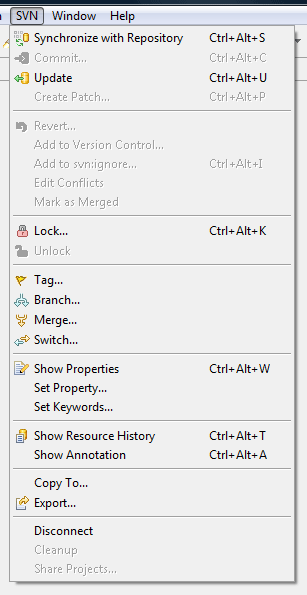 SVN Window Help
Synchronize with Repository Ctrl+Alt+S
Commit... Ctrl+Alt+C
Update Ctrl+Alt+U
Create Patch... Ctrl+Alt+P
Revert...
Add to Version Control...
Add to svn:ignore... Ctrl+Alt+I
Edit Conflicts
Mark as Merged
Lock... Ctrl+Alt+K
Unlock
Tag...
Branch...
Merge...
Switch...
Show Properties Ctrl+Alt+W
Set Property...
Set Keywords...
Show Resource History Ctrl+Alt+T
Show Annotation Ctrl+Alt+A
Copy To...
Export...
Disconnect
Cleanup
Share Projects...